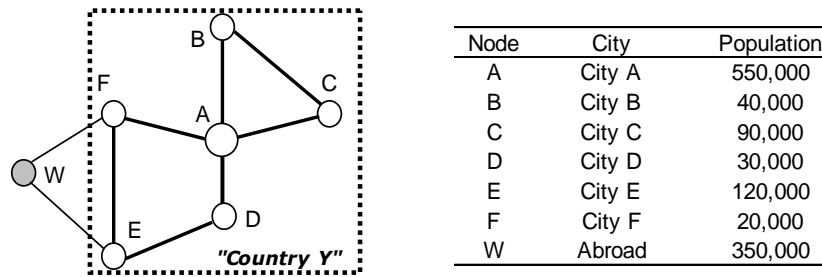 B
F
C
A
W
D
E
"Country Y"
Node City Population
A City A 550,000
B City B 40,000
C City C 90,000
D City D 30,000
E City E 120,000
F City F 20,000
W Abroad 350,000